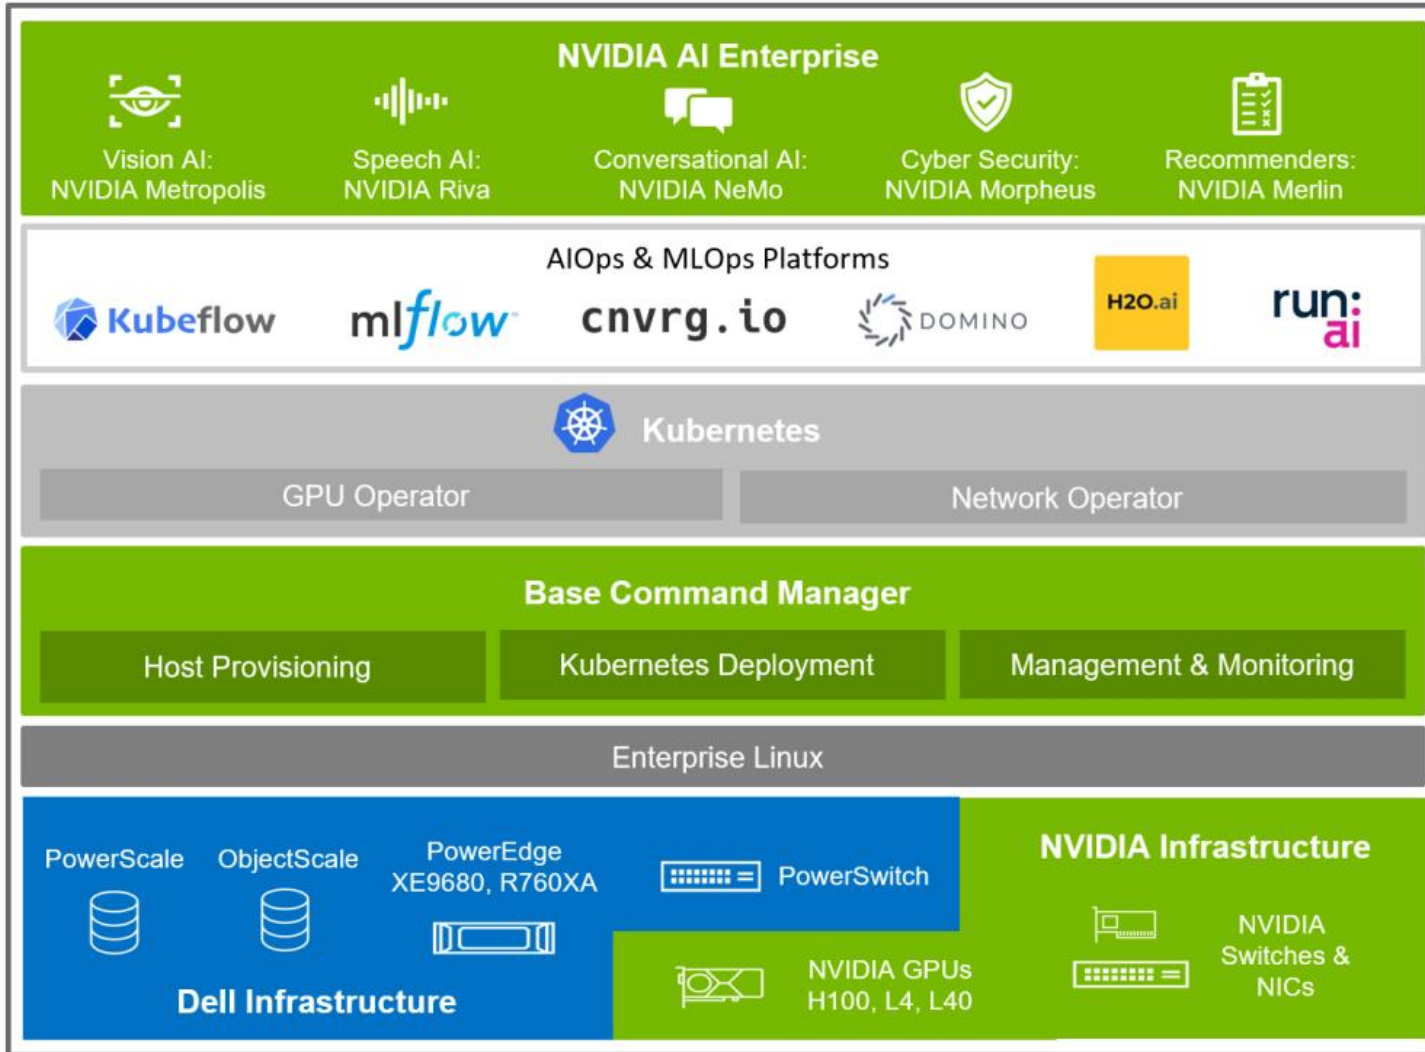 NVIDIA AI Enterprise
Vision AI:
NVIDIA Metropolis
Speech AI:
NVIDIA Riva
Conversational AI:
NVIDIA NeMo
Cyber Security:
NVIDIA Morpheus
Recommenders:
NVIDIA Merlin
AIOps & MLOps Platforms
Kubeflow
mlflow™
cnvrg.io
DOMINO
H2O.ai
run:
ai
Kubernetes
GPU Operator
Network Operator
Base Command Manager
Host Provisioning
Kubernetes Deployment
Management & Monitoring
Enterprise Linux
PowerScale
ObjectScale
PowerEdge
XE9680, R760XA
PowerSwitch
Dell Infrastructure
NVIDIA GPUs
H100, L4, L40
NVIDIA Infrastructure
NVIDIA
Switches &
NICs